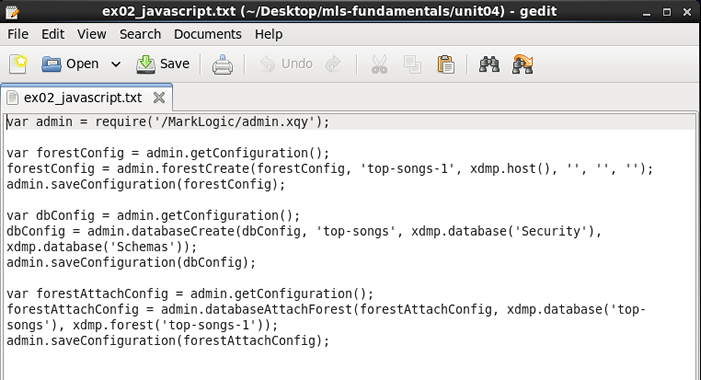 ex02_javascript.txt (~/Desktop/mls-fundamentals/unit04) - gedit
File Edit View Search Tools Documents Help
Open Save Undo
ex02_javascript.txt
var admin = require('/MarkLogic/admin.xqy');
var forestConfig = admin.getConfiguration();
forestConfig = admin.forestCreate(forestConfig, 'top-songs-1', xdmp.host(), '', '', '');
admin.saveConfiguration(forestConfig);
var dbConfig = admin.getConfiguration();
dbConfig = admin.databaseCreate(dbConfig, 'top-songs', xdmp.database('Security'),
xdmp.database('Schemas'));
admin.saveConfiguration(dbConfig);
var forestAttachConfig = admin.getConfiguration();
forestAttachConfig = admin.databaseAttachForest(forestAttachConfig, xdmp.database('top-
songs'), xdmp.forest('top-songs-1'));
admin.saveConfiguration(forestAttachConfig);